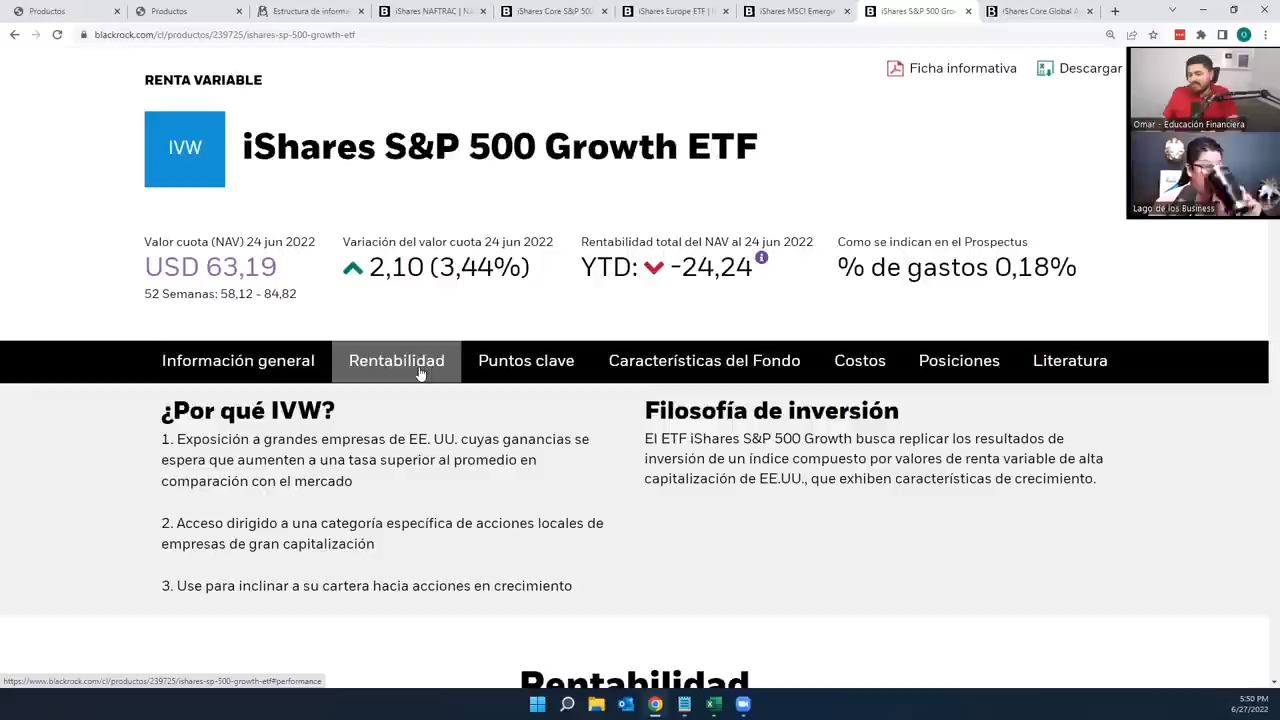 Productos
Productos
Estructura de informa
iShares NAFTRAC | NA
iShares Core S&P 500
iShares Europe ETF | I
iShares MSCI Emergin
iShares S&P 500 Grow
iShares Core Global A
blackrock.com/cl/productos/239725/ishares-sp-500-growth-etf
RENTA VARIABLE
Ficha informativa
Descargar
Omar - Educación Financiera
Lago de los Business
IVW
iShares S&P 500 Growth ETF
Valor cuota (NAV) 24 jun 2022
USD 63,19
52 Semanas: 58,12 - 84,82
Variación del valor cuota 24 jun 2022
2,10 (3,44%)
Rentabilidad total del NAV al 24 jun 2022
YTD: -24,24
Como se indican en el Prospectus
% de gastos 0,18%
Información general
Rentabilidad
Puntos clave
Características del Fondo
Costos
Posiciones
Literatura
¿Por qué IVW?
1. Exposición a grandes empresas de EE. UU. cuyas ganancias se
espera que aumenten a una tasa superior al promedio en
comparación con el mercado
2. Acceso dirigido a una categoría específica de acciones locales de
empresas de gran capitalización
3. Use para inclinar a su cartera hacia acciones en crecimiento
Filosofía de inversión
El ETF iShares S&P 500 Growth busca replicar los resultados de
inversión de un índice compuesto por valores de renta variable de alta
capitalización de EE.UU., que exhiben características de crecimiento.
Rentabilidad
https://www.blackrock.com/cl/productos/239725/ishares-sp-500-growth-etf#performance
5:50 PM
6/27/2022